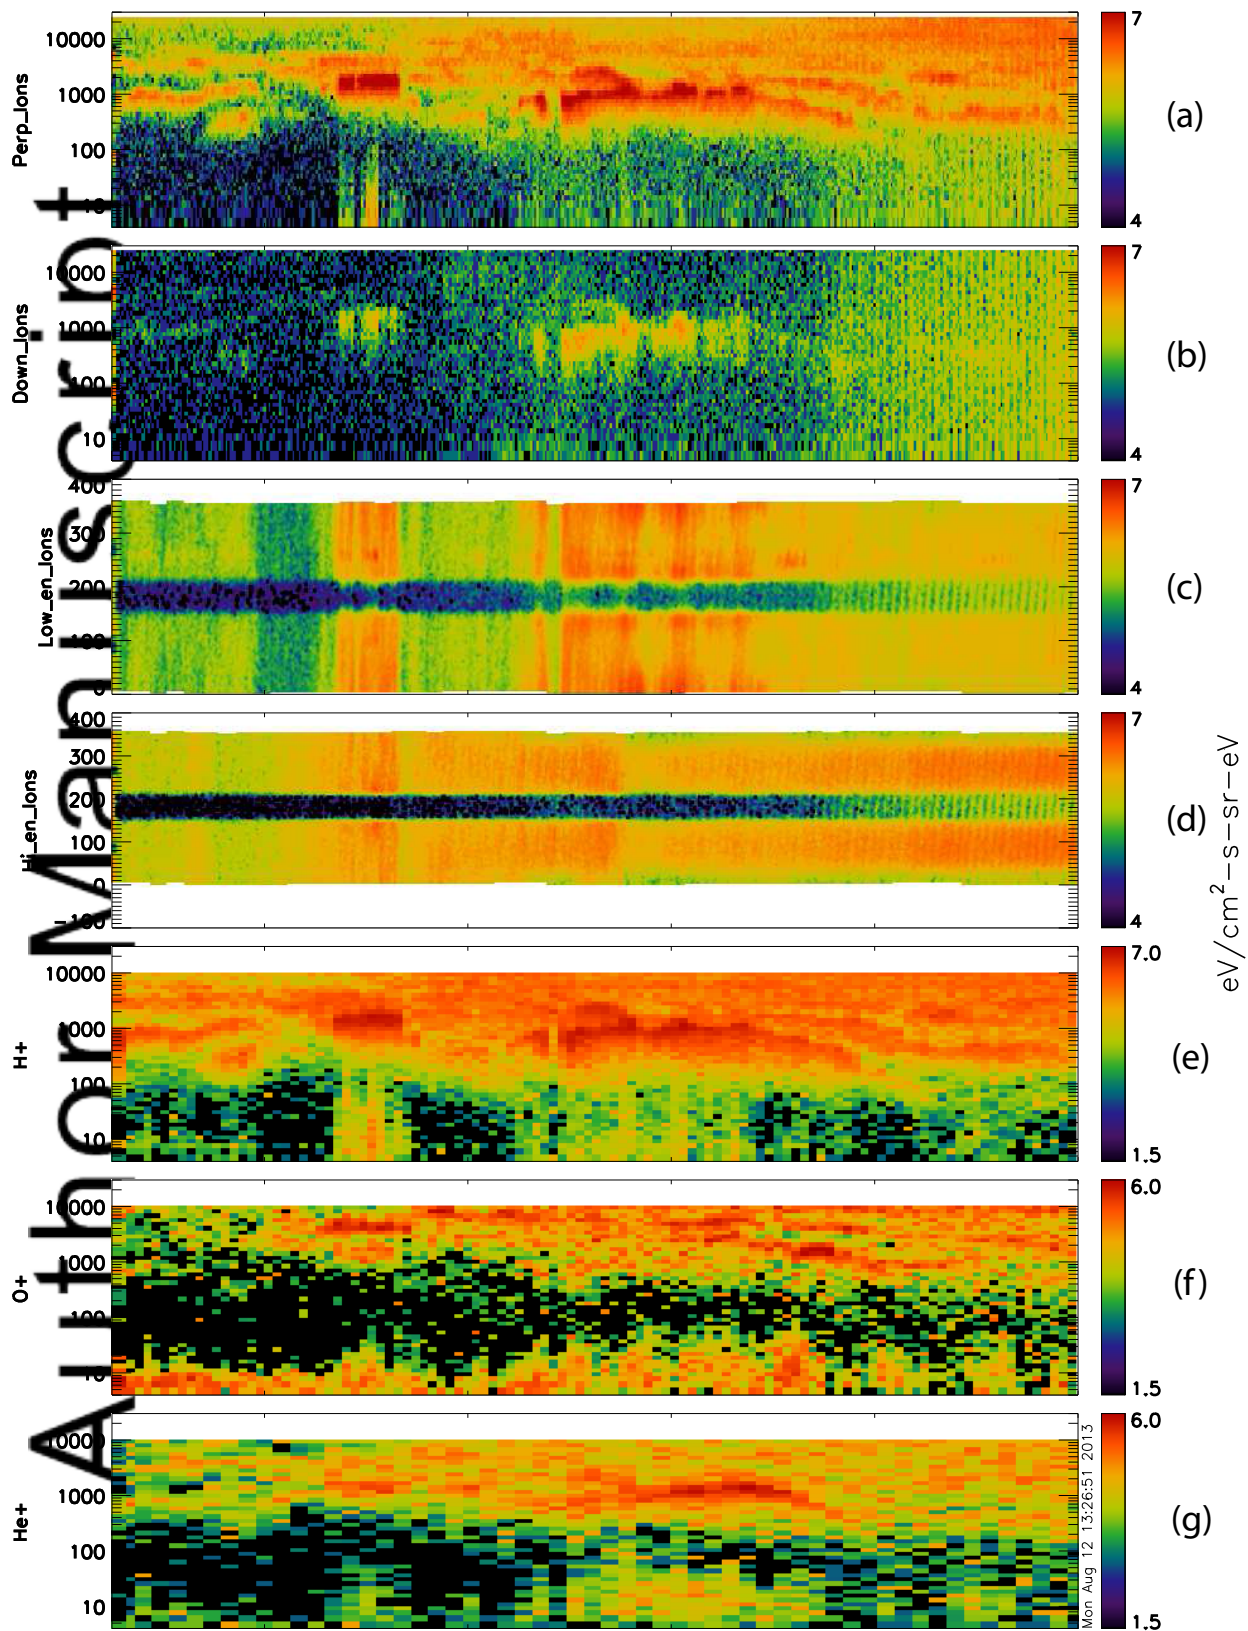 Author Manuscript
Perp_Ions
10000
1000
100
10
7
4
(a)
Down_Ions
10000
1000
100
10
7
4
(b)
Low_en_Ions
400
300
200
100
0
7
4
(c)
Hi_en_Ions
400
300
200
100
0
-100
7
4
(d)
eV/cm²-s-sr-eV
H+
10000
1000
100
10
7.0
1.5
(e)
O+
10000
1000
100
10
6.0
1.5
(f)
He+
10000
1000
100
10
6.0
1.5
(g)
Mon Aug 12 13:26:51 2013